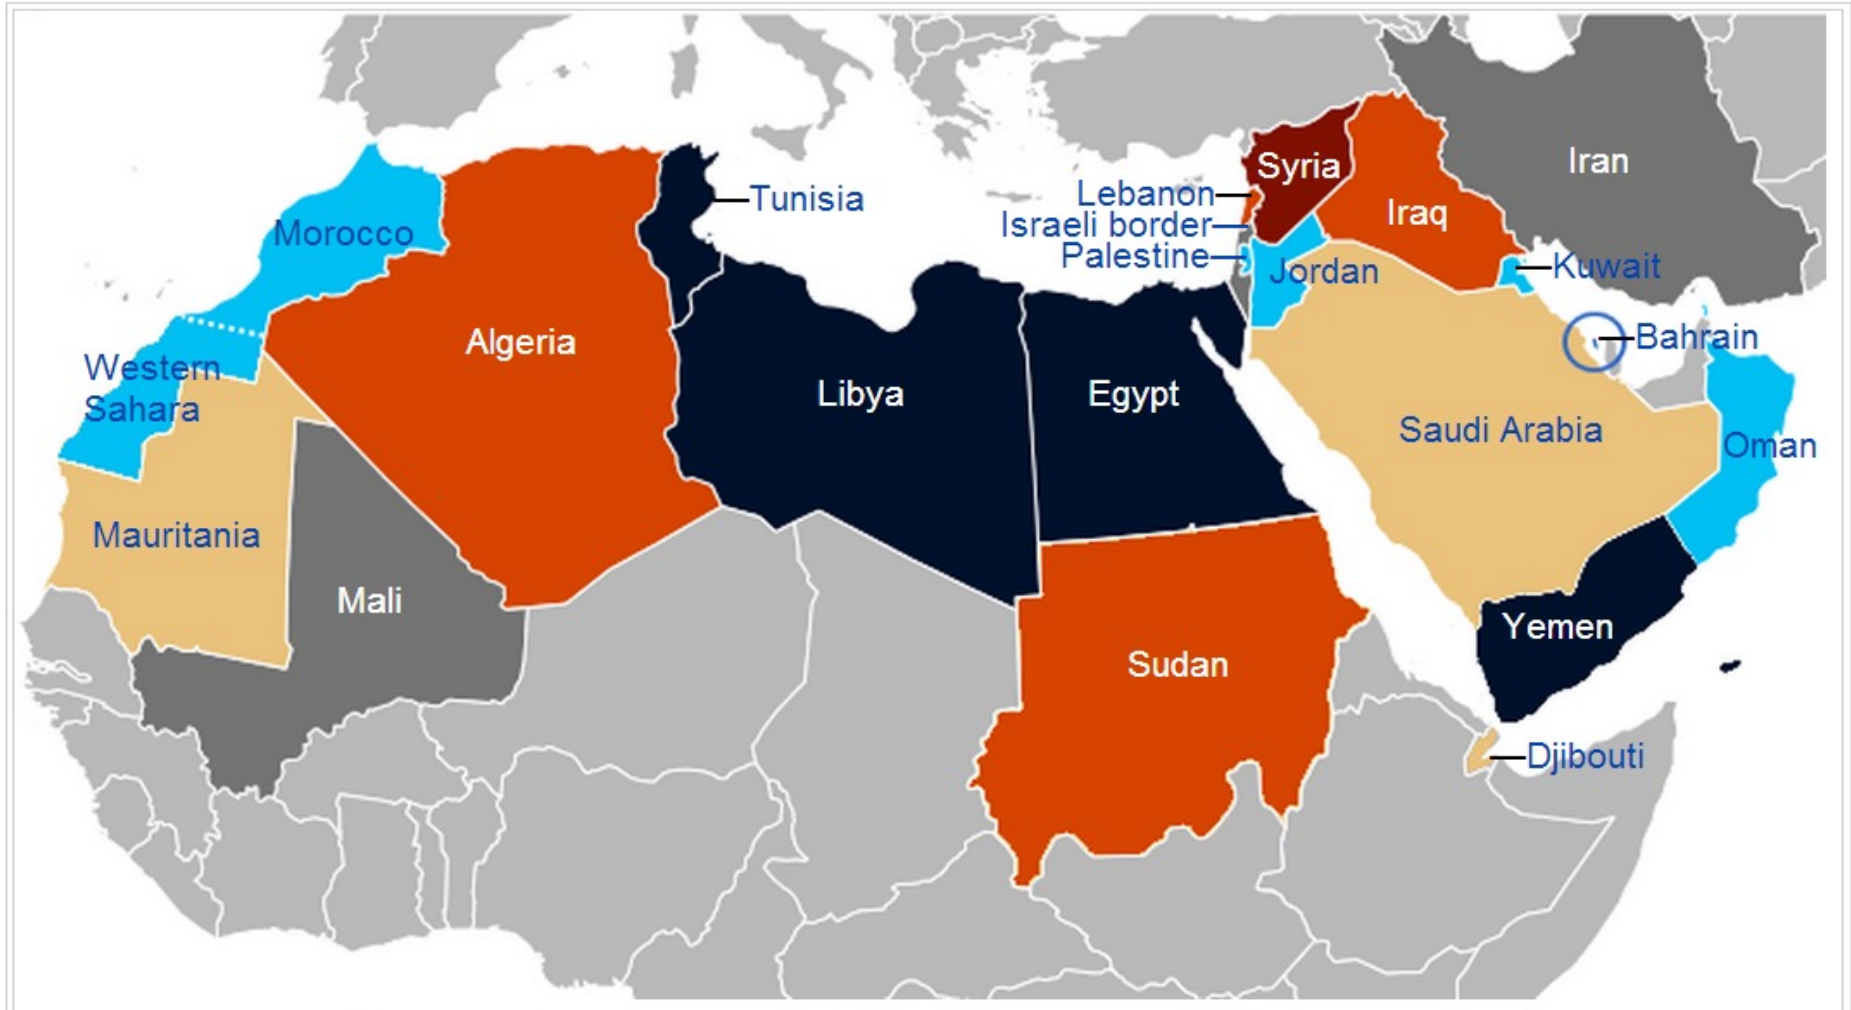 Syria
Iran
Lebanon
Tunisia
Iraq
Israeli border
Morocco
Palestine
Jordan
Kuwait
Algeria
Bahrain
Western
Sahara
Libya
Egypt
Saudi Arabia
Oman
Mauritania
Mali
Yemen
Sudan
Djibouti